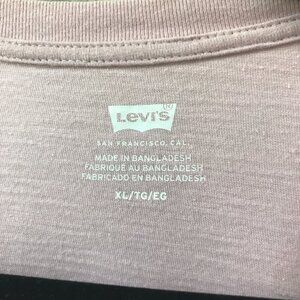 Levi's
SAN FRANCISCO, CAL.
MADE IN BANGLADESH
FABRIQUÉ AU BANGLADESH
FABRICADO EN BANGLADESH
XL/TG/EG